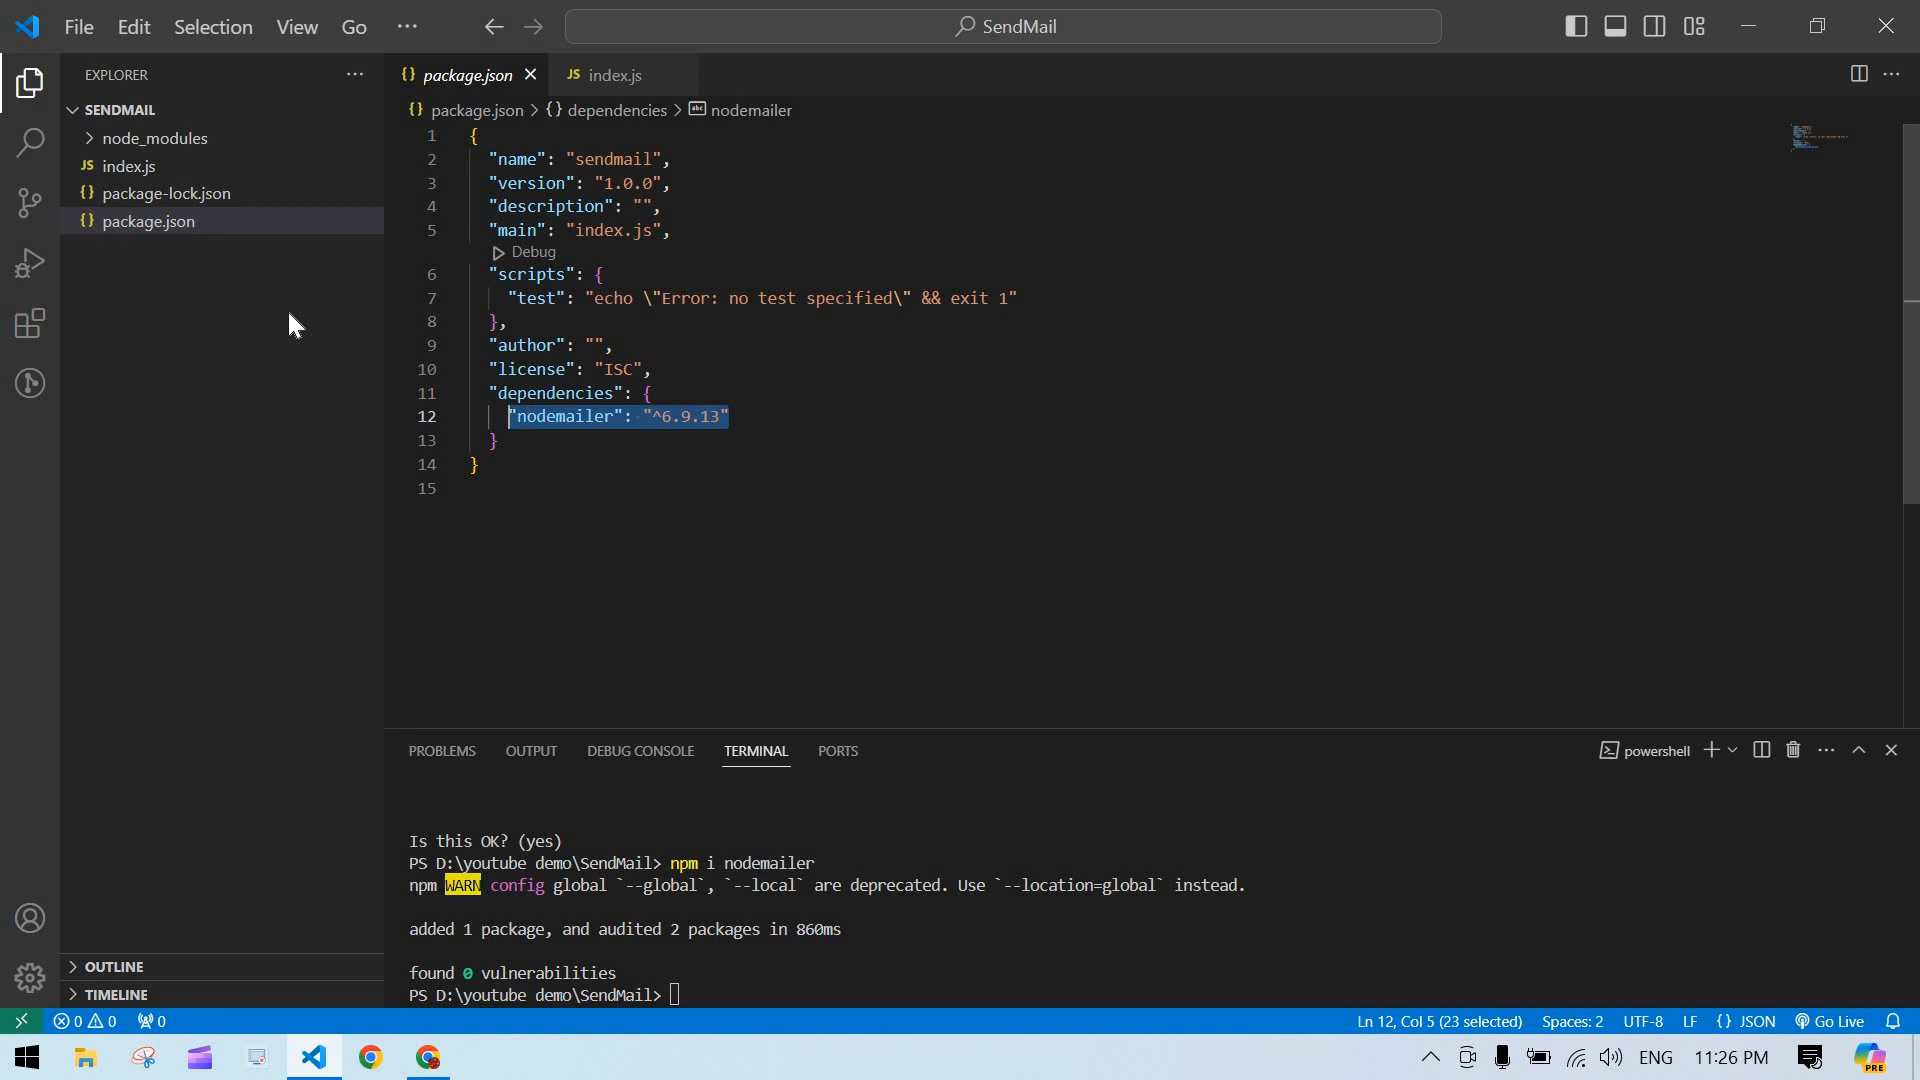 File Edit Selection View Go ···
SendMail
EXPLORER ···
SENDMAIL
node_modules
JS index.js
{} package-lock.json
{} package.json
{} package.json
JS index.js
{} package.json > {} dependencies > abc nodemailer
1 {
2 "name": "sendmail",
3 "version": "1.0.0",
4 "description": "",
5 "main": "index.js",
Debug
6 "scripts": {
7 "test": "echo \"Error: no test specified\" && exit 1"
8 },
9 "author": "",
10 "license": "ISC",
11 "dependencies": {
12 "nodemailer": "^6.9.13"
13 }
14 }
15
PROBLEMS OUTPUT DEBUG CONSOLE TERMINAL PORTS
powershell
Is this OK? (yes)
PS D:\youtube demo\SendMail> npm i nodemailer
npm WARN config global `--global`, `--local` are deprecated. Use `--location=global` instead.
added 1 package, and audited 2 packages in 860ms
found 0 vulnerabilities
PS D:\youtube demo\SendMail>
OUTLINE
TIMELINE
0 0 0
Ln 12, Col 5 (23 selected) Spaces: 2 UTF-8 LF {} JSON Go Live
ENG 11:26 PM
PRE